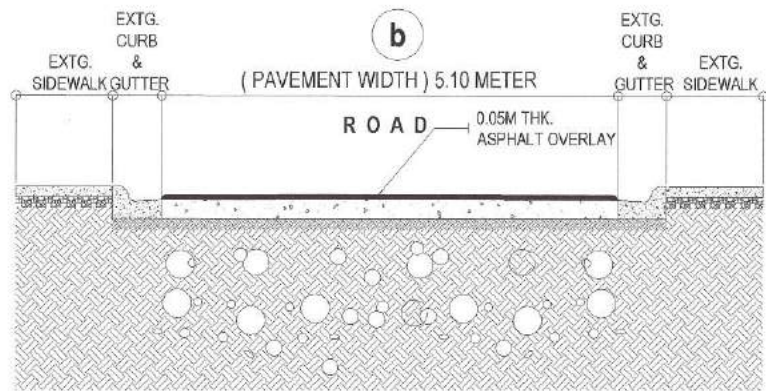 EXTG.
CURB
&
GUTTER
EXTG.
SIDEWALK
b
( PAVEMENT WIDTH ) 5.10 METER
EXTG.
CURB
&
GUTTER
EXTG.
SIDEWALK
R O A D
0.05M THK.
ASPHALT OVERLAY